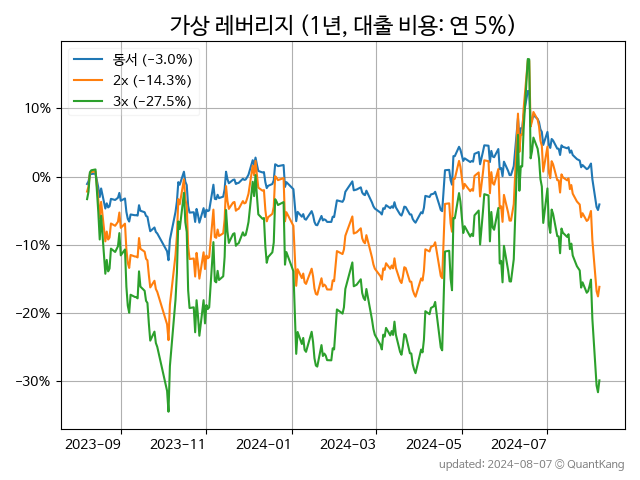 가상 레버리지 (1년, 대출 비용: 연 5%)
동서 (−3.0%)
2x (−14.3%)
3x (−27.5%)
10%
0%
−10%
−20%
−30%
2023-09 2023-11 2024-01 2024-03 2024-05 2024-07
updated: 2024-08-07 ⓒ QuantKang